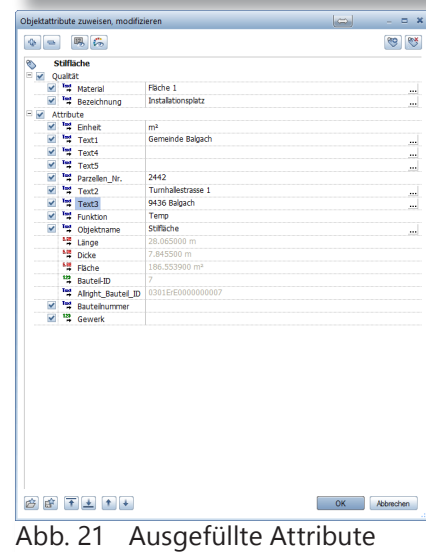 Objektattribute zuweisen, modifizieren
Stilfläche
Qualität
Material Fläche 1 ...
Bezeichnung Installationsplatz ...
Attribute
Einheit m²
Text1 Gemeinde Balgach ...
Text4 ...
Text5 ...
Parzellen_Nr. 2442
Text2 Turnhallestrasse 1 ...
Text3 9436 Balgach ...
Funktion Temp
Objektname Stilfläche ...
Länge 28.065000 m
Dicke 7.845500 m
Fläche 186.553900 m²
Bauteil-ID 7
Allright_Bauteil_ID 0301ErE0000000007
Bauteilnummer
Gewerk
OK Abbrechen
Abb. 21 Ausgefüllte Attribute